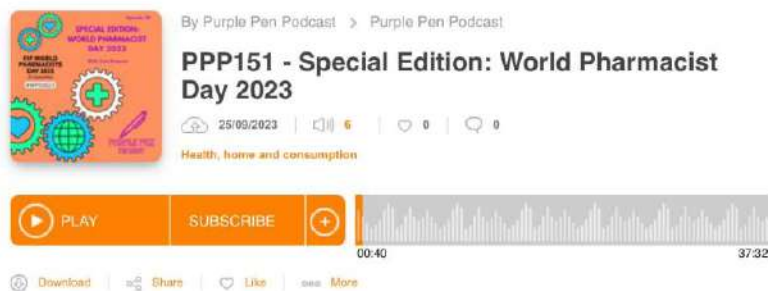 SPECIAL EDITION:
WORLD PHARMACIST
DAY 2023
FIP WORLD
PHARMACISTS
DAY 2023
PURPLE PEN
By Purple Pen Podcast > Purple Pen Podcast
PPP151 - Special Edition: World Pharmacist
Day 2023
25/09/2023 | 6 | 0 | 0
Health, home and consumption
PLAY SUBSCRIBE +
00:40 37:32
Download | Share | Like | More